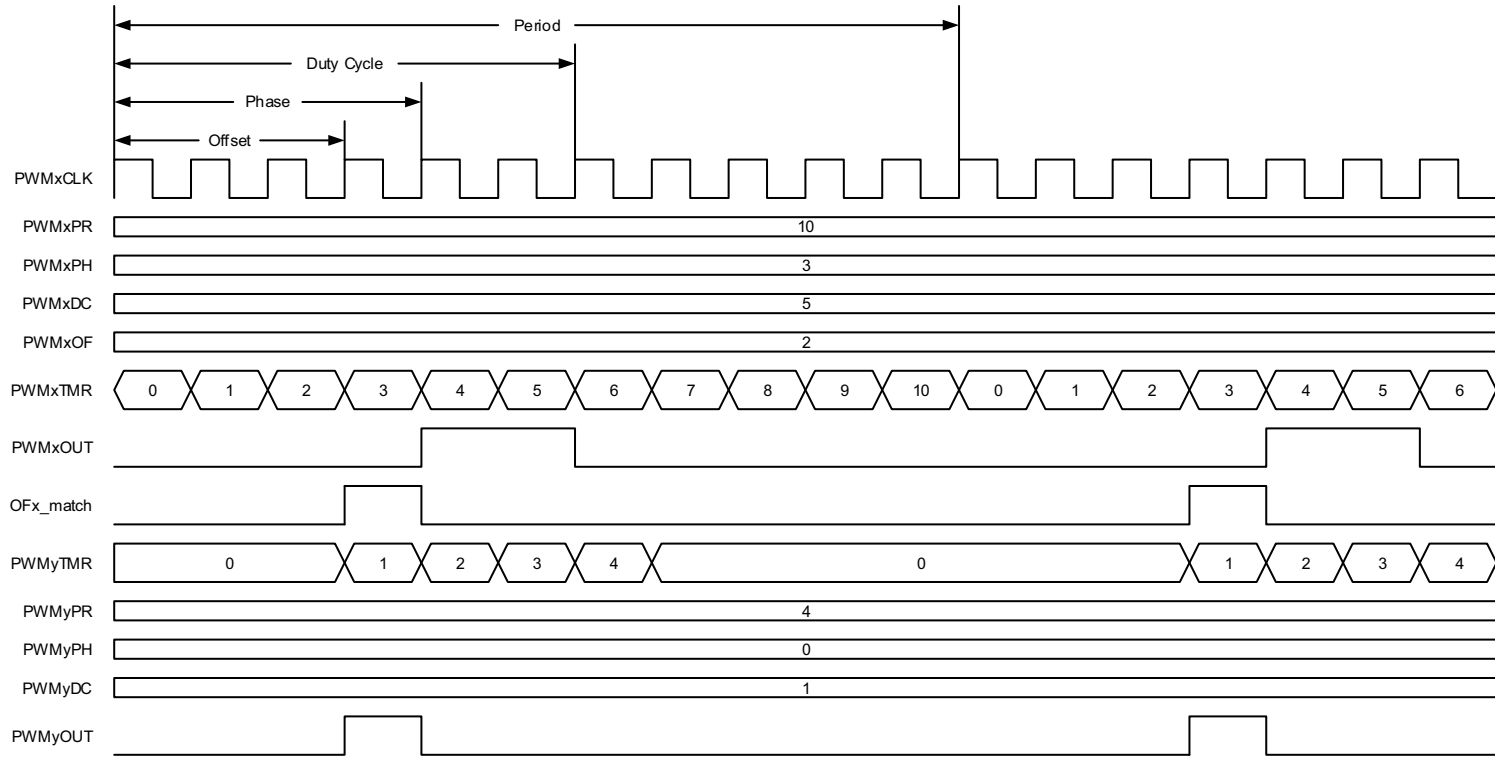 Period
Duty Cycle
Phase
Offset
PWMxCLK
PWMxPR 10
PWMxPH 3
PWMxDC 5
PWMxOF 2
PWMxTMR 0 1 2 3 4 5 6 7 8 9 10 0 1 2 3 4 5 6
PWMxOUT
OFx_match
PWMyTMR 0 1 2 3 4 0 1 2 3 4
PWMyPR 4
PWMyPH 0
PWMyDC 1
PWMyOUT